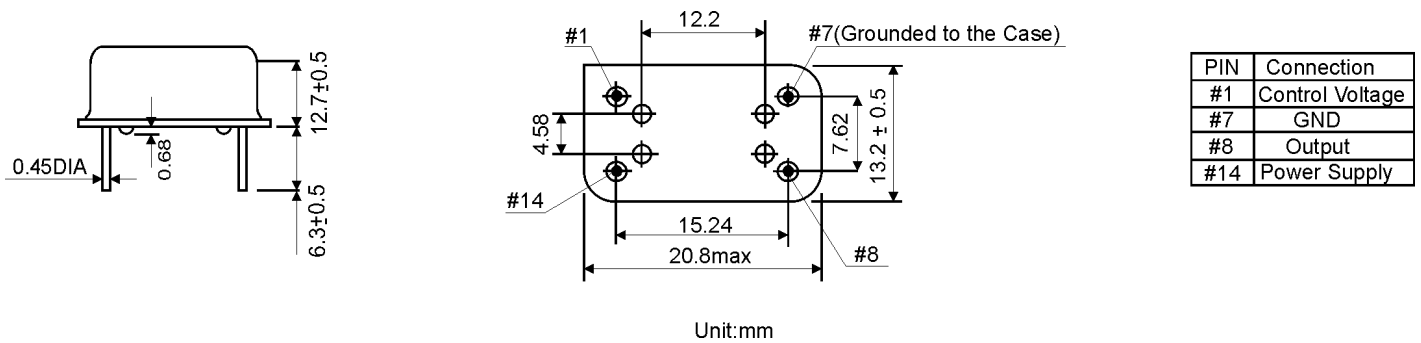 12.7±0.5
0.68
0.45DIA
6.3±0.5
12.2
#1
#7(Grounded to the Case)
4.58
7.62
13.2 ± 0.5
#14
15.24
#8
20.8max
Unit:mm
PIN Connection
#1 Control Voltage
#7 GND
#8 Output
#14 Power Supply